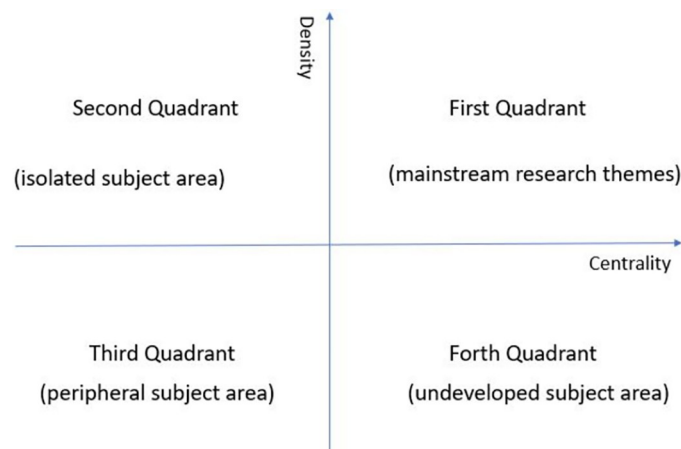 Density
Second Quadrant
First Quadrant
(isolated subject area)
(mainstream research themes)
Centrality
Third Quadrant
Forth Quadrant
(peripheral subject area)
(undeveloped subject area)